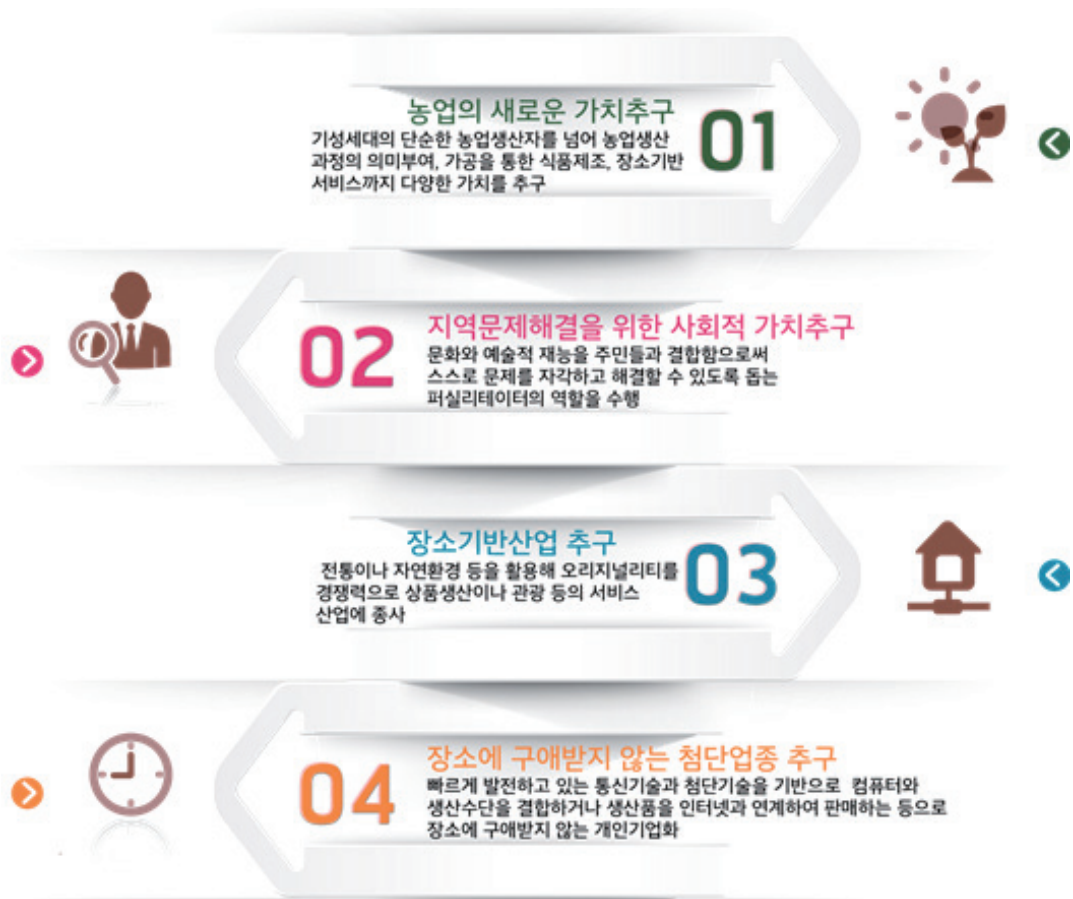 농업의 새로운 가치추구
기성세대의 단순한 농업생산자를 넘어 농업생산
과정의 의미부여, 가공을 통한 식품제조, 장소기반
서비스까지 다양한 가치를 추구
01
02
지역문제해결을 위한 사회적 가치추구
문화와 예술적 재능을 주민들과 결합함으로써
스스로 문제를 자각하고 해결할 수 있도록 돕는
퍼실리테이터의 역할을 수행
장소기반산업 추구
전통이나 자연환경 등을 활용해 오리지널리티를
경쟁력으로 상품생산이나 관광 등의 서비스
산업에 종사
03
04
장소에 구애받지 않는 첨단업종 추구
빠르게 발전하고 있는 통신기술과 첨단기술을 기반으로 컴퓨터와
생산수단을 결합하거나 생산품을 인터넷과 연계하여 판매하는 등으로
장소에 구애받지 않는 개인기업화